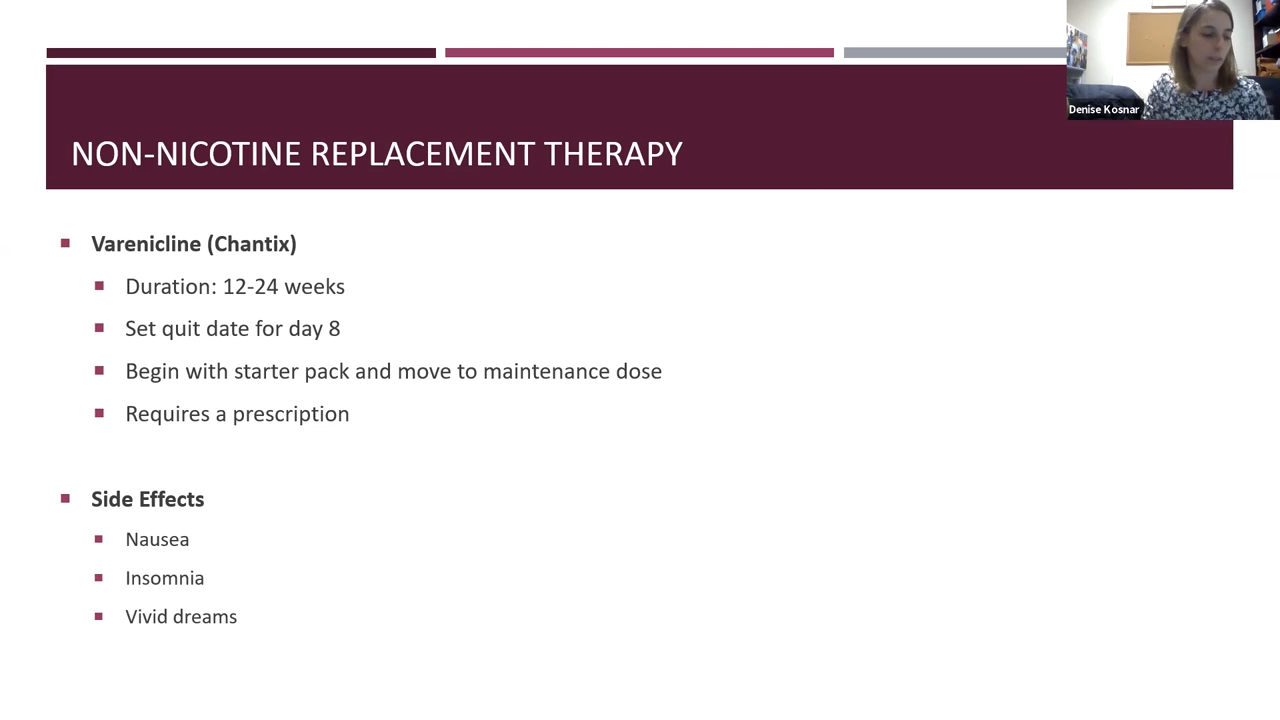 Denise Kosnar
NON-NICOTINE REPLACEMENT THERAPY
Varenicline (Chantix)
Duration: 12-24 weeks
Set quit date for day 8
Begin with starter pack and move to maintenance dose
Requires a prescription
Side Effects
Nausea
Insomnia
Vivid dreams